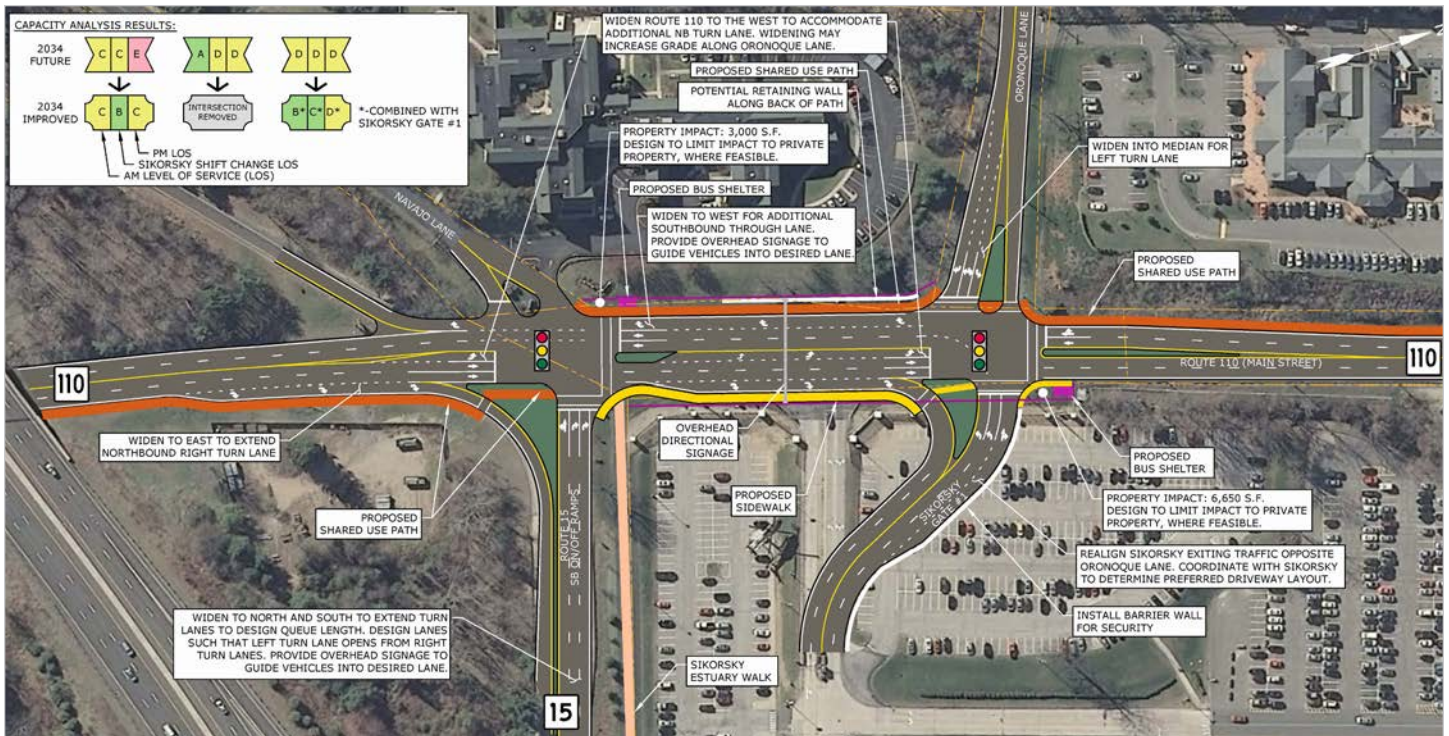 CAPACITY ANALYSIS RESULTS:
2034
FUTURE
C C E
A D D
D D D
2034
IMPROVED
C B C
INTERSECTION
REMOVED
B* C* D*
*-COMBINED WITH
SIKORSKY GATE #1
PM LOS
SIKORSKY SHIFT CHANGE LOS
AM LEVEL OF SERVICE (LOS)
WIDEN ROUTE 110 TO THE WEST TO ACCOMMODATE
ADDITIONAL NB TURN LANE. WIDENING MAY
INCREASE GRADE ALONG ORONOQUE LANE.
PROPOSED SHARED USE PATH
POTENTIAL RETAINING WALL
ALONG BACK OF PATH
PROPERTY IMPACT: 3,000 S.F.
DESIGN TO LIMIT IMPACT TO PRIVATE
PROPERTY, WHERE FEASIBLE.
PROPOSED BUS SHELTER
WIDEN TO WEST FOR ADDITIONAL
SOUTHBOUND THROUGH LANE.
PROVIDE OVERHEAD SIGNAGE TO
GUIDE VEHICLES INTO DESIRED LANE.
ORONOQUE LANE
WIDEN INTO MEDIAN FOR
LEFT TURN LANE
PROPOSED
SHARED USE PATH
NAVAJO LANE
110
ROUTE 110 (MAIN STREET)
110
WIDEN TO EAST TO EXTEND
NORTHBOUND RIGHT TURN LANE
PROPOSED
SHARED USE PATH
ROUTE 15
SB ON/OFF RAMPS
OVERHEAD
DIRECTIONAL
SIGNAGE
PROPOSED
SIDEWALK
SIKORSKY
GATE #1
PROPOSED
BUS SHELTER
PROPERTY IMPACT: 6,650 S.F.
DESIGN TO LIMIT IMPACT TO PRIVATE
PROPERTY, WHERE FEASIBLE.
REALIGN SIKORSKY EXITING TRAFFIC OPPOSITE
ORONOQUE LANE. COORDINATE WITH SIKORSKY
TO DETERMINE PREFERRED DRIVEWAY LAYOUT.
INSTALL BARRIER WALL
FOR SECURITY
WIDEN TO NORTH AND SOUTH TO EXTEND TURN
LANES TO DESIGN QUEUE LENGTH. DESIGN LANES
SUCH THAT LEFT TURN LANE OPENS FROM RIGHT
TURN LANES. PROVIDE OVERHEAD SIGNAGE TO
GUIDE VEHICLES INTO DESIRED LANE.
SIKORSKY
ESTUARY WALK
15